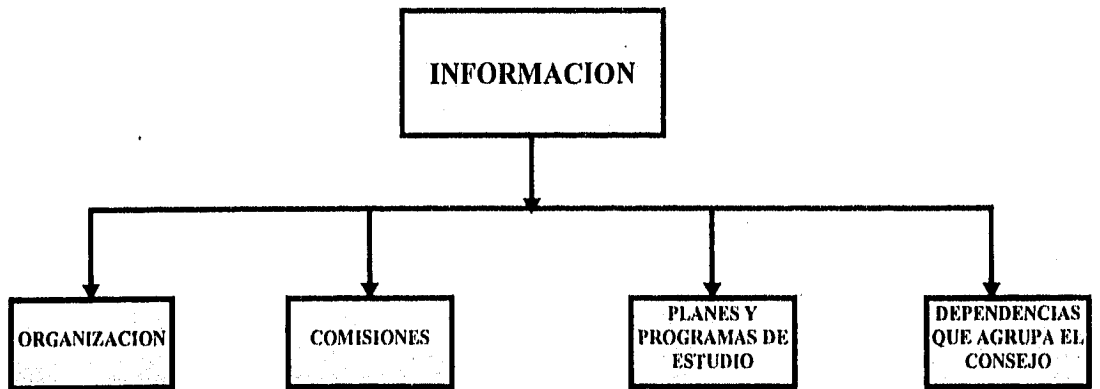 INFORMACION
ORGANIZACION
COMISIONES
PLANES Y
PROGRAMAS DE
ESTUDIO
DEPENDENCIAS
QUE AGRUPA EL
CONSEJO